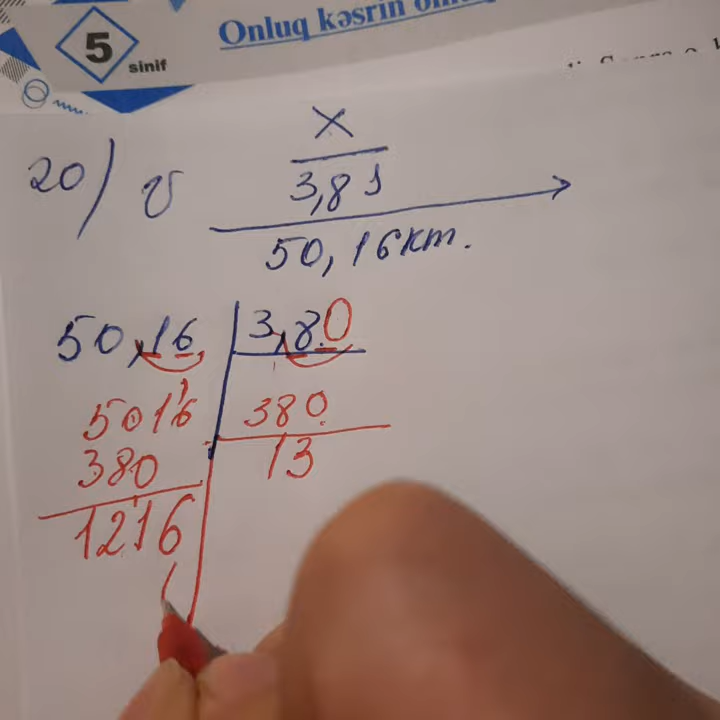 5
sinif
Onluq kəsrin
20) v
x
3,8
50,16 km.
50,16 3,80
5016 380
380 13
1216